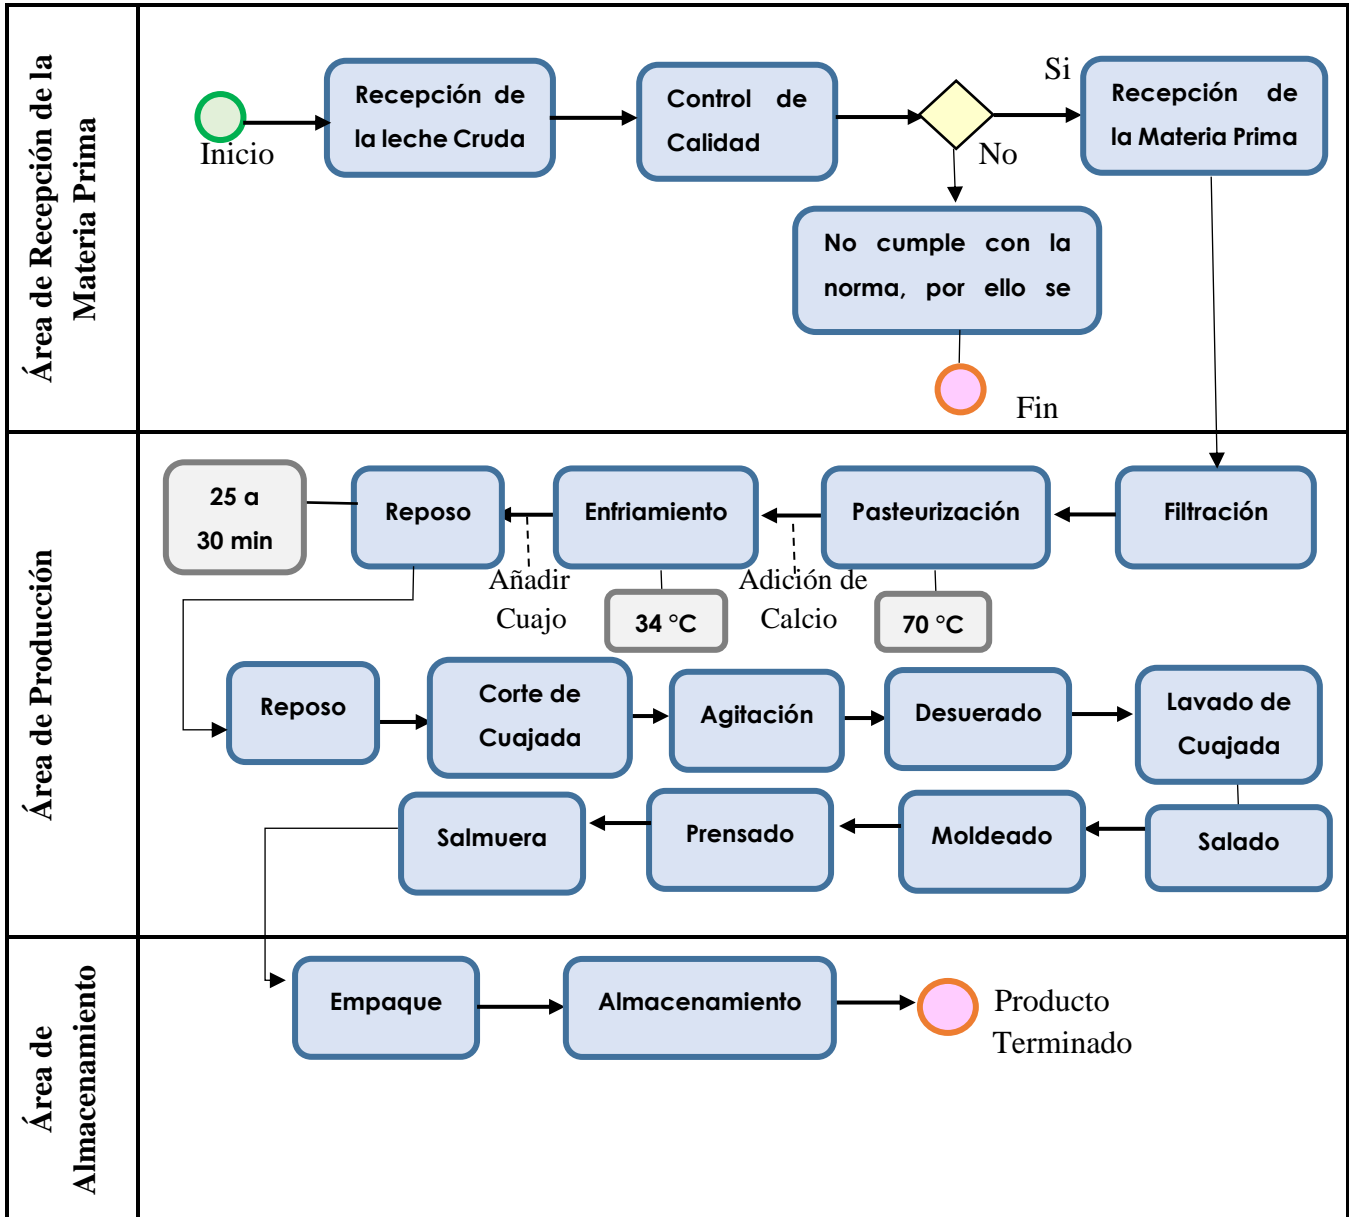 Área de Recepción de la
Materia Prima
Inicio
Recepción de
la leche Cruda
Control de
Calidad
Si
No
Recepción de
la Materia Prima
No cumple con la
norma, por ello se
Fin
Área de Producción
25 a
30 min
Reposo
Enfriamiento
Pasteurización
Filtración
Añadir
Cuajo
34 °C
Adición de
Calcio
70 °C
Reposo
Corte de
Cuajada
Agitación
Desuerado
Lavado de
Cuajada
Salmuera
Prensado
Moldeado
Salado
Área de
Almacenamiento
Empaque
Almacenamiento
Producto
Terminado